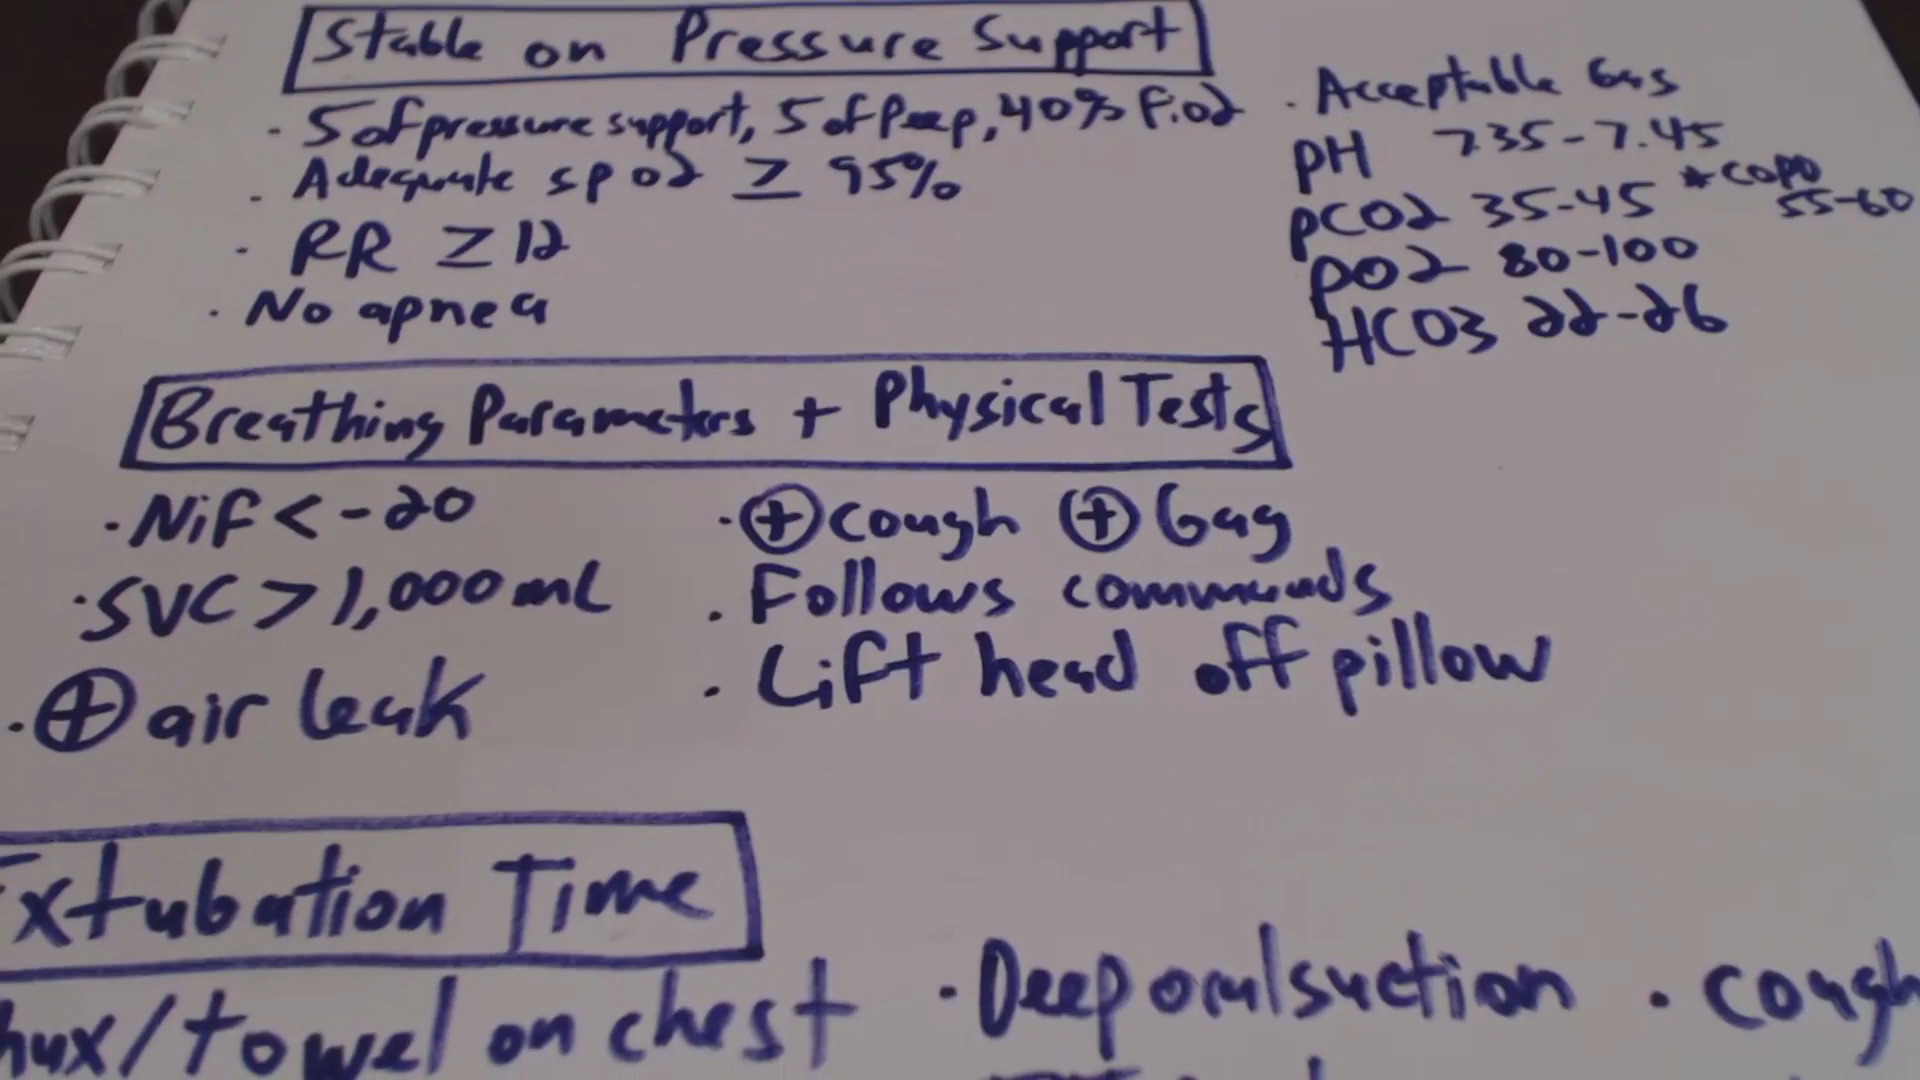 Stable on Pressure Support
· 5 of pressure support, 5 of Peep, 40% Fio2
· Adequate spo2 ≥ 95%
· RR ≥ 12
· No apnea
· Acceptable Gas
pH 7.35-7.45
pCO2 35-45 *COPD 55-60
pO2 80-100
HCO3 22-26
Breathing Parameters + Physical Tests
· Nif < -20
· SVC > 1,000 mL
· ⊕ air leak
· ⊕ cough ⊕ Gag
· Follows commands
· Lift head off pillow
Extubation Time
hux/towel on chest
· Deep oral suction · cough